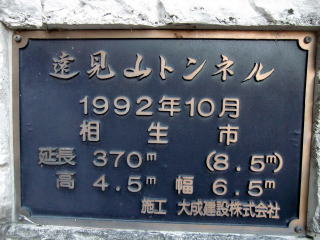 遠見山トンネル
1992年10月
相生市
延長 370m (8.5m)
高 4.5m 幅 6.5m
施工 大成建設株式会社